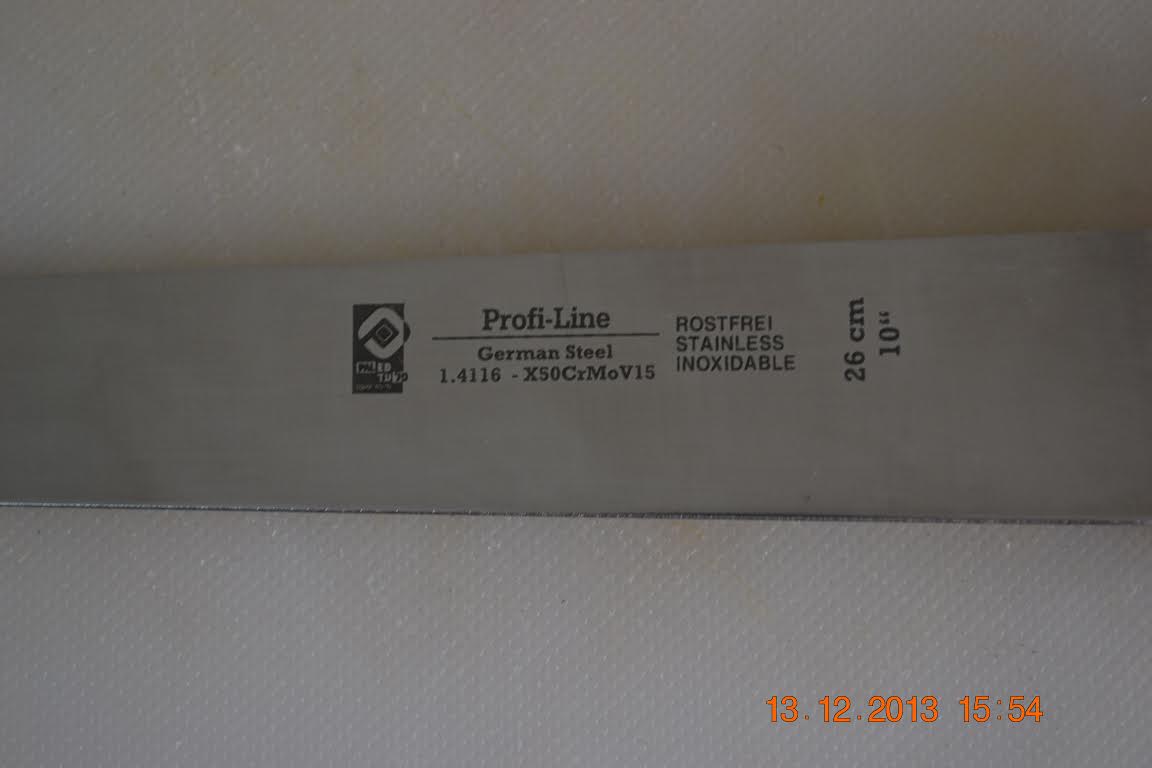 Profi-Line
German Steel
1.4116 - X50CrMoV15
ROSTFREI
STAINLESS
INOXIDABLE
26 cm
10“
13.12.2013 15:54